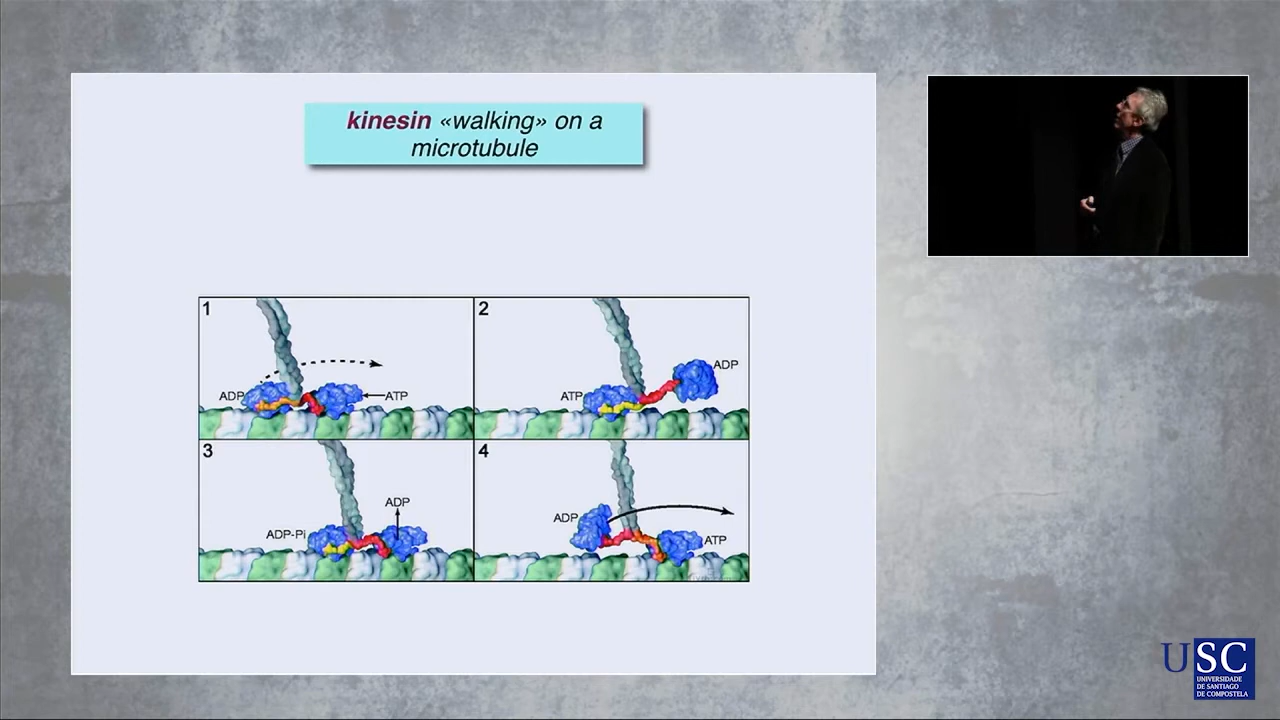 kinesin «walking» on a
microtubule
1
ADP
ATP
2
ATP
ADP
3
ADP-Pi
ADP
4
ADP
ATP
USC
UNIVERSIDADE
DE SANTIAGO
DE COMPOSTELA